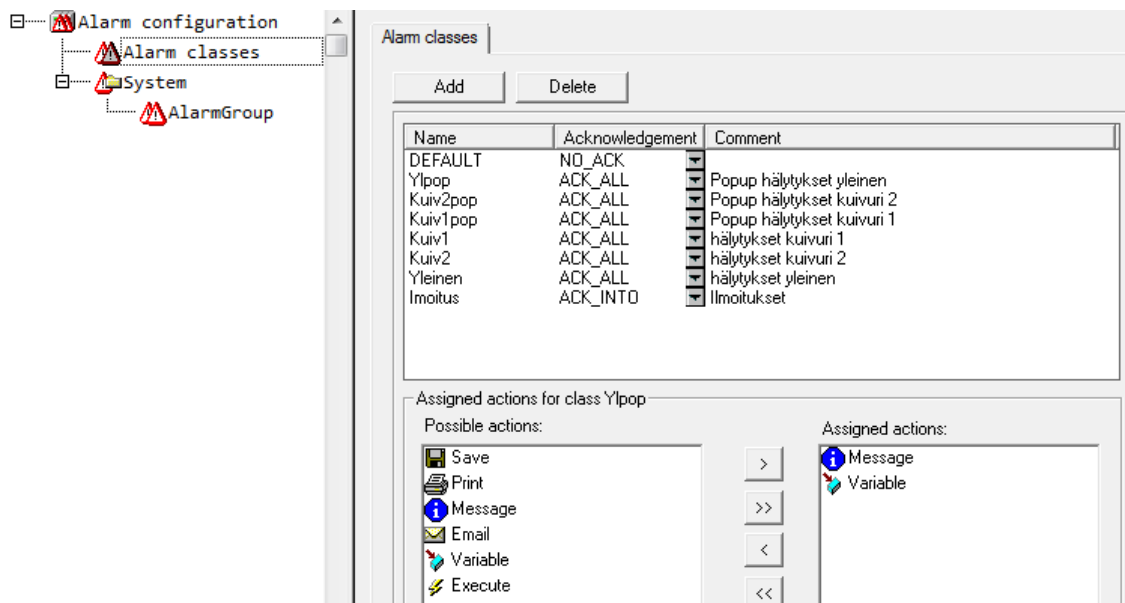 Alarm configuration
Alarm classes
System
AlarmGroup
Alarm classes
Add Delete
Name Acknowledgement Comment
DEFAULT NO_ACK
Ylpop ACK_ALL Popup hälytykset yleinen
Kuiv2pop ACK_ALL Popup hälytykset kuivuri 2
Kuiv1pop ACK_ALL Popup hälytykset kuivuri 1
Kuiv1 ACK_ALL hälytykset kuivuri 1
Kuiv2 ACK_ALL hälytykset kuivuri 2
Yleinen ACK_ALL hälytykset yleinen
Imoitus ACK_INTO Ilmoitukset
Assigned actions for class Ylpop
Possible actions: Assigned actions:
Save > Message
Print Variable
Message >>
Email
Variable <
Execute <<